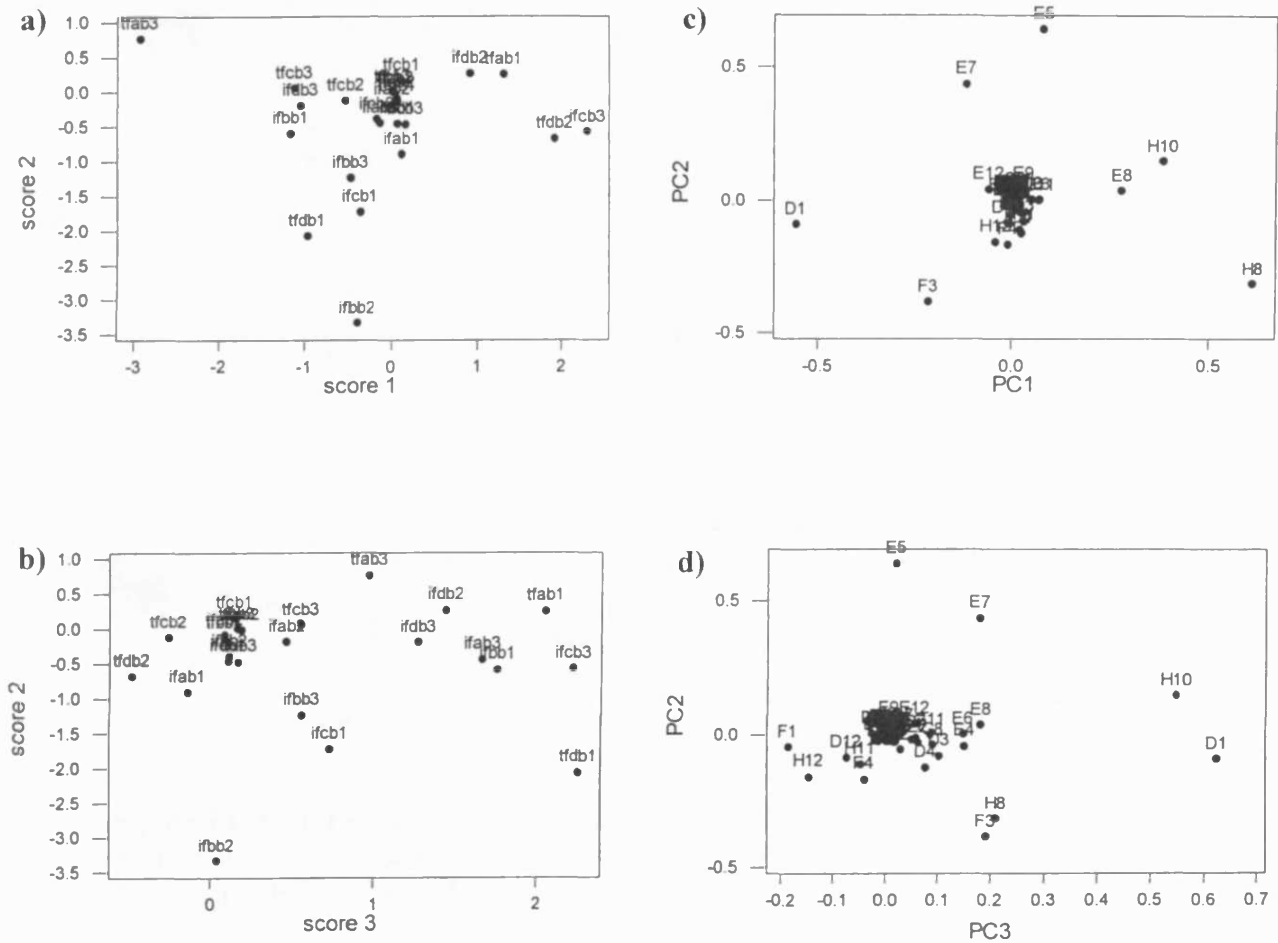 a)
1.0
0.5
0.0
-0.5
-1.0
-1.5
-2.0
-2.5
-3.0
-3.5
score 2
tfab3
tfcb3
ifdb3
ifbb1
tfcb2
tfcb1
ifdb2
tfab1
ifcb3
tfdb2
ifab1
ifbb3
ifcb1
tfdb1
ifbb2
-3
-2
-1
0
1
2
score 1
c)
0.5
0.0
-0.5
PC2
E5
E7
H10
E8
E12
E9
D1
F3
H8
-0.5
0.0
0.5
PC1
b)
1.0
0.5
0.0
-0.5
-1.0
-1.5
-2.0
-2.5
-3.0
-3.5
score 2
tfab3
tfcb1
tfcb2
tfdb2
ifab1
ifab2
tfcb3
ifdb3
ifdb2
tfab1
ifab3
ifbb1
ifcb3
ifbb3
ifcb1
tfdb1
ifbb2
0
1
2
score 3
d)
0.5
0.0
-0.5
PC2
E5
E7
H10
E9
E12
E8
E6
E4
F1
D12
H11
H12
D4
D1
H8
F3
-0.2
-0.1
0.0
0.1
0.2
0.3
0.4
0.5
0.6
0.7
PC3